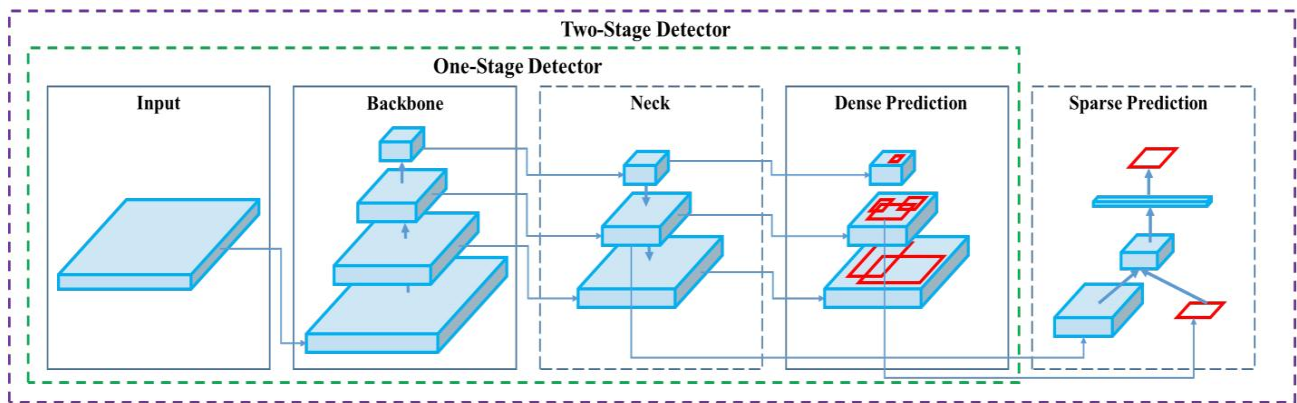 Two-Stage Detector
One-Stage Detector
Input
Backbone
Neck
Dense Prediction
Sparse Prediction